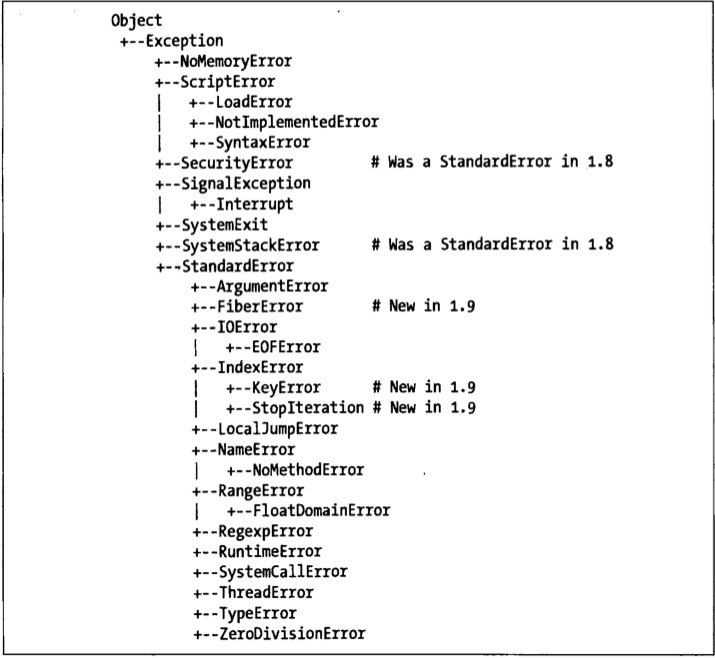 Object
+--Exception
+--NoMemoryError
+--ScriptError
| +--LoadError
| +--NotImplementedError
| +--SyntaxError
+--SecurityError # Was a StandardError in 1.8
+--SignalException
| +--Interrupt
+--SystemExit
+--SystemStackError # Was a StandardError in 1.8
+--StandardError
+--ArgumentError
+--FiberError # New in 1.9
+--IOError
| +--EOFError
+--IndexError
| +--KeyError # New in 1.9
| +--StopIteration # New in 1.9
+--LocalJumpError
+--NameError
| +--NoMethodError
+--RangeError
| +--FloatDomainError
+--RegexpError
+--RuntimeError
+--SystemCallError
+--ThreadError
+--TypeError
+--ZeroDivisionError